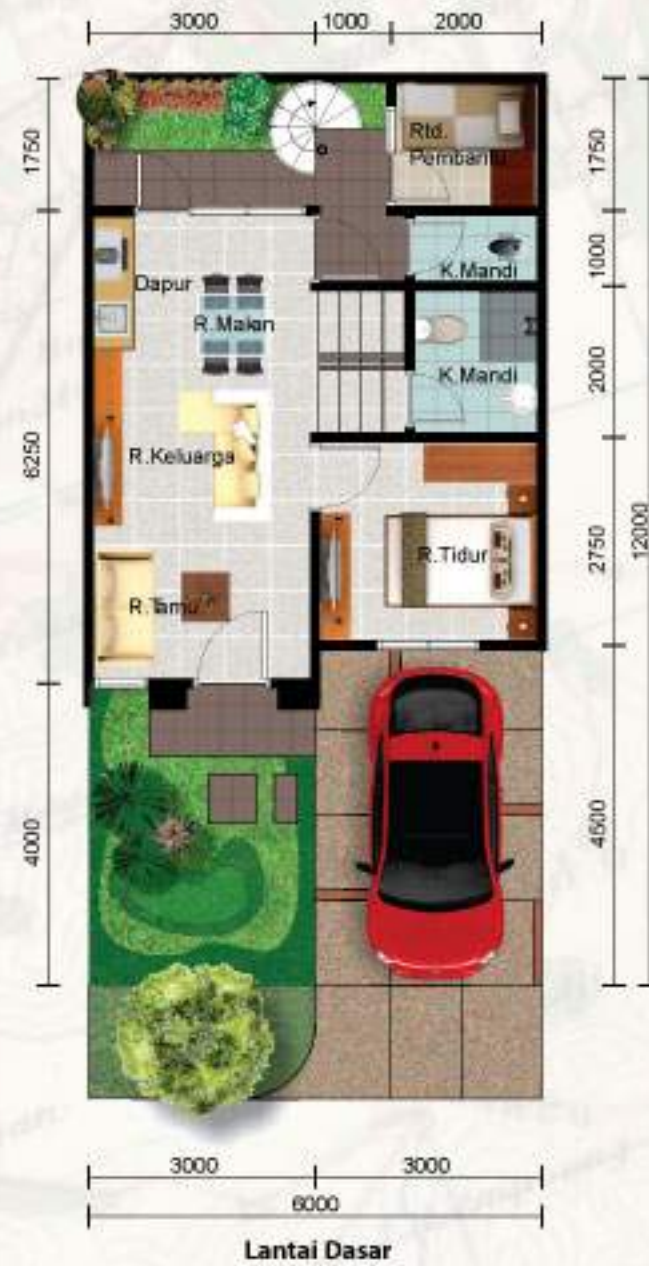 3000 1000 2000
1750
1750
Rtd.
Pembantu
1000
K.Mandi
Dapur
R.Makan
2000
K.Mandi
6250
R.Keluarga
2750
12000
R.Tidur
R.Tamu
4000
4500
3000 3000
6000
Lantai Dasar